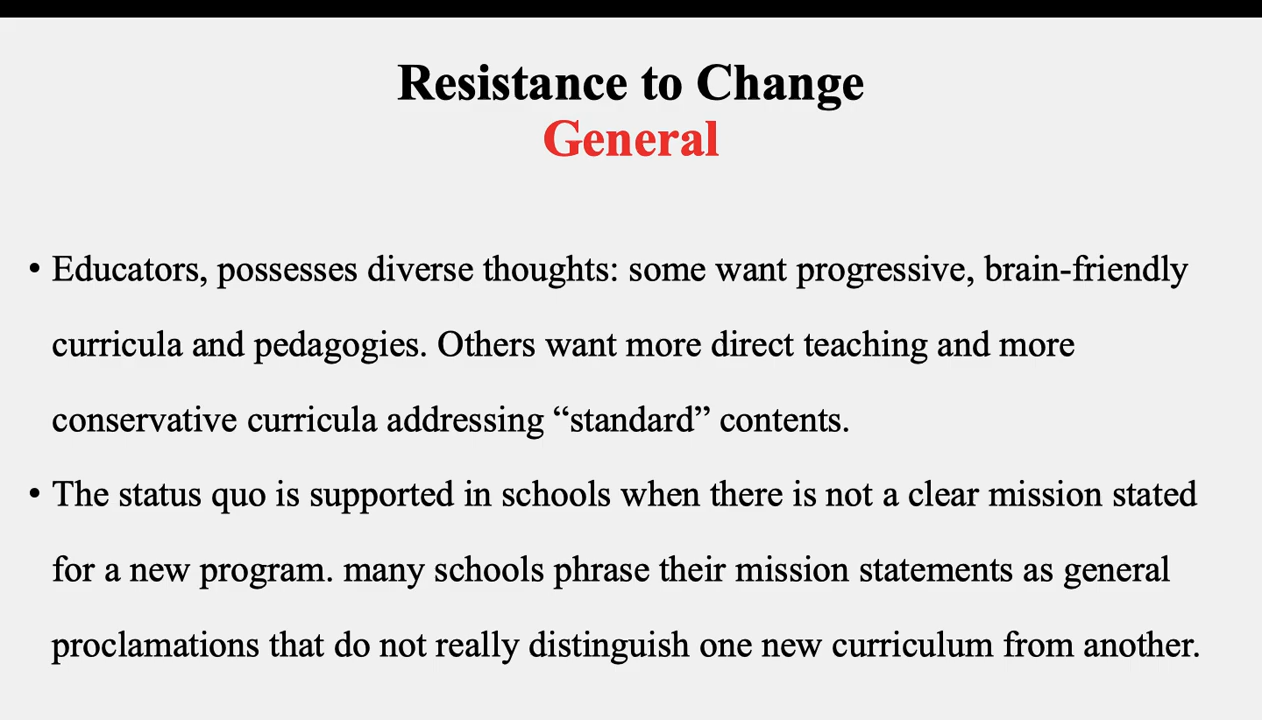 Resistance to Change
General
• Educators, possesses diverse thoughts: some want progressive, brain-friendly
curricula and pedagogies. Others want more direct teaching and more
conservative curricula addressing “standard” contents.
• The status quo is supported in schools when there is not a clear mission stated
for a new program. many schools phrase their mission statements as general
proclamations that do not really distinguish one new curriculum from another.